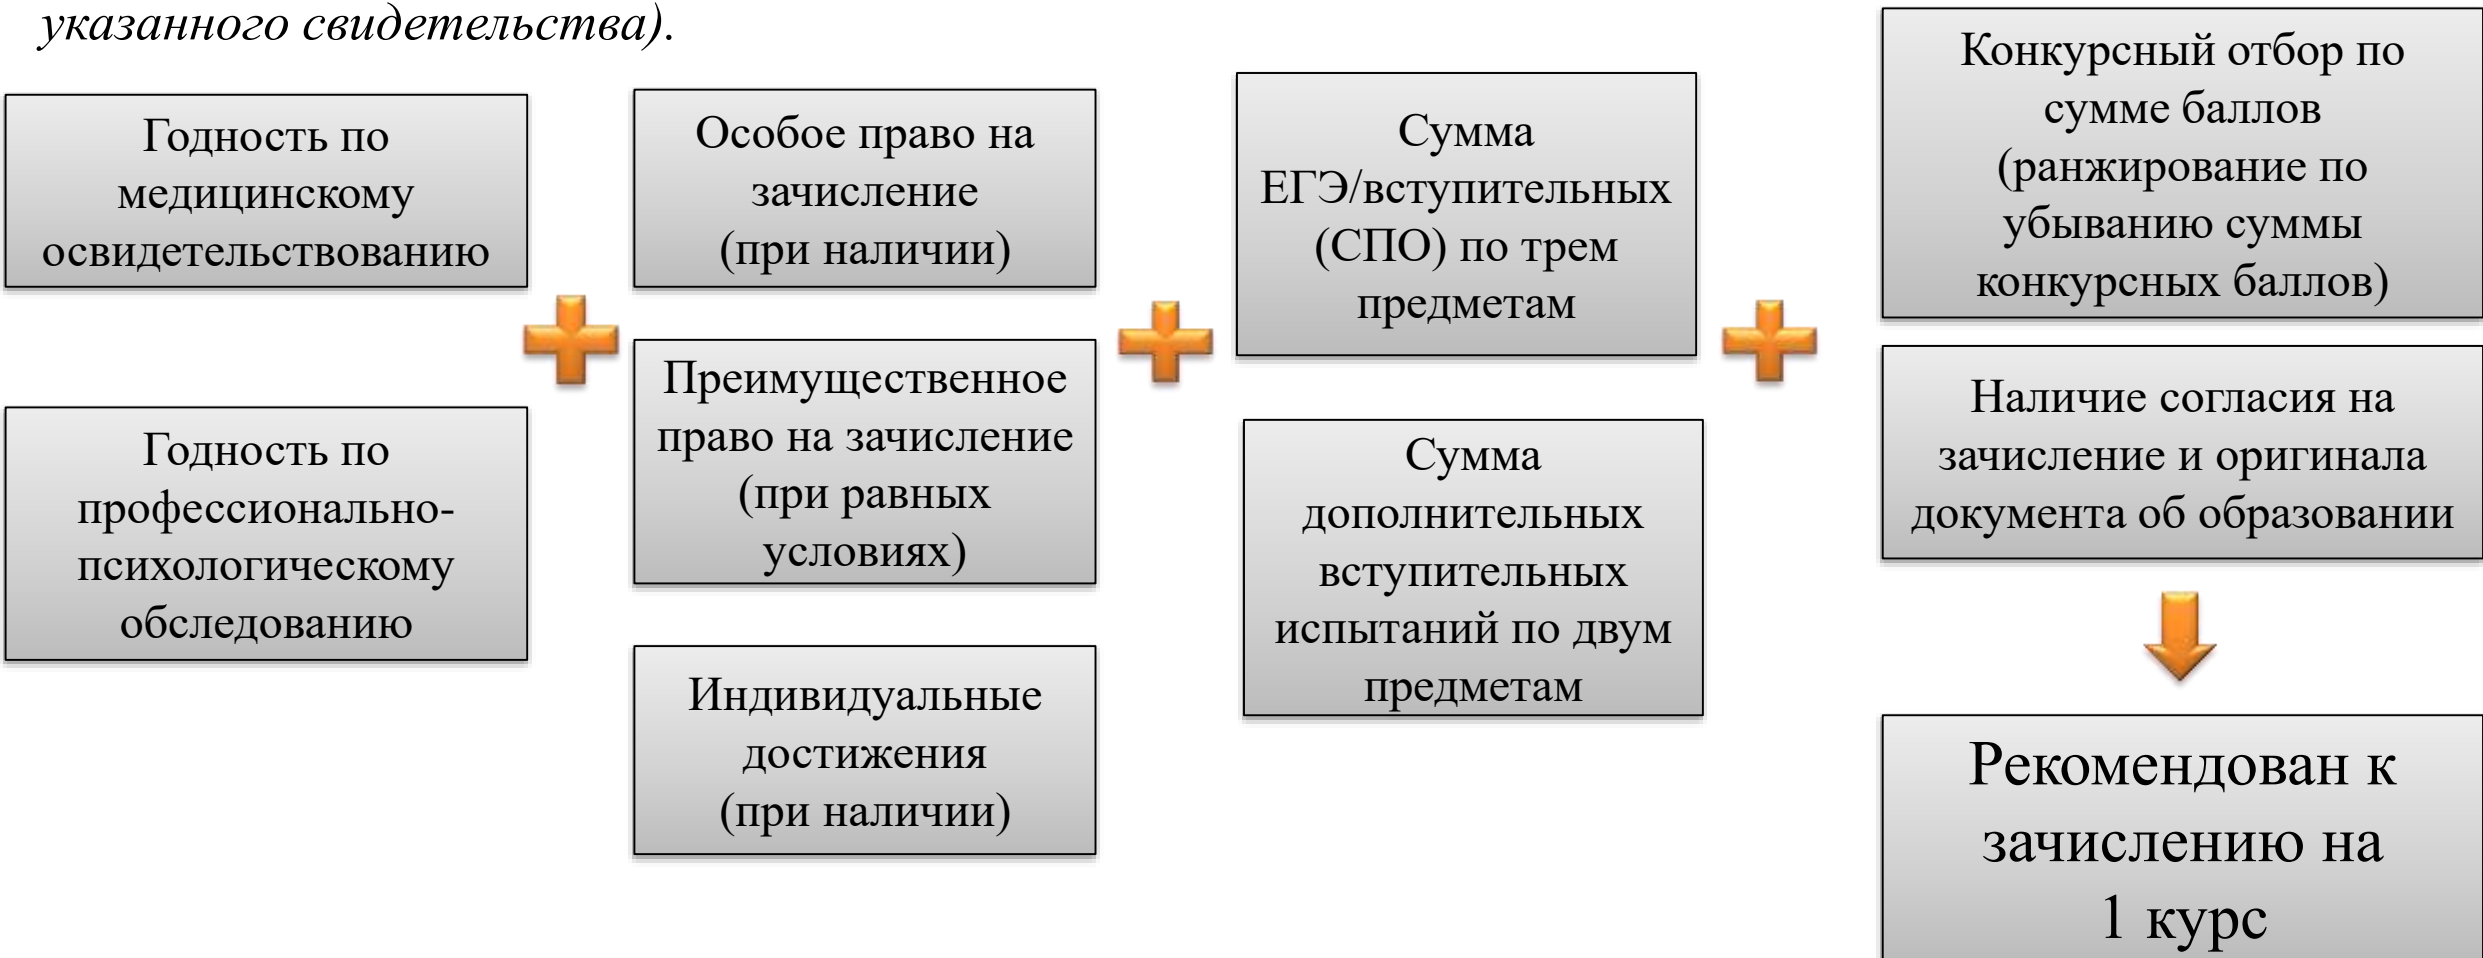 указанного свидетельства).
Годность по
медицинскому
освидетельствованию
Годность по
профессионально-
психологическому
обследованию
Особое право на
зачисление
(при наличии)
Преимущественное
право на зачисление
(при равных
условиях)
Индивидуальные
достижения
(при наличии)
Сумма
ЕГЭ/вступительных
(СПО) по трем
предметам
Сумма
дополнительных
вступительных
испытаний по двум
предметам
Конкурсный отбор по
сумме баллов
(ранжирование по
убыванию суммы
конкурсных баллов)
Наличие согласия на
зачисление и оригинала
документа об образовании
Рекомендован к
зачислению на
1 курс